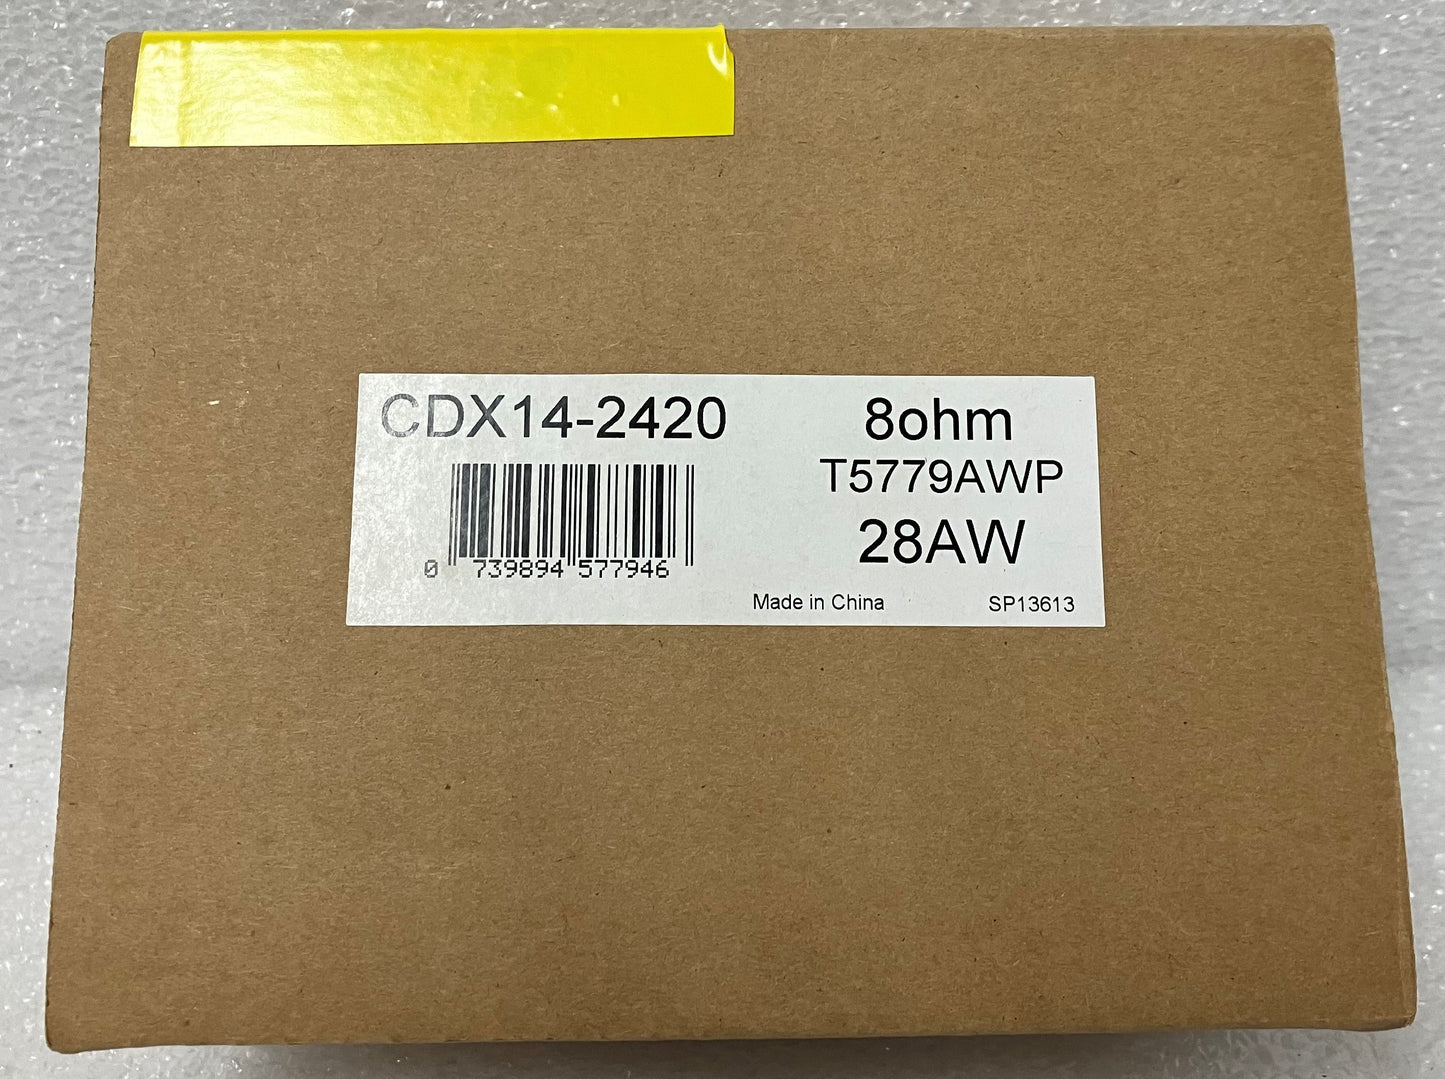 CDX14-2420
8ohm
T5779AWP
28AW
0 739894 577946
Made in China
SP13613